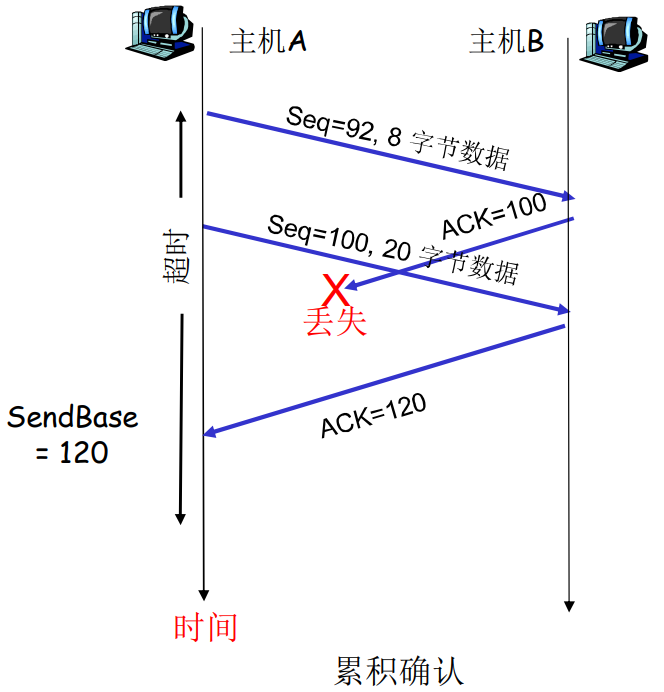 主机A
主机B
Seq=92, 8 字节数据
ACK=100
Seq=100, 20 字节数据
超时
X
丢失
ACK=120
SendBase
= 120
时间
累积确认